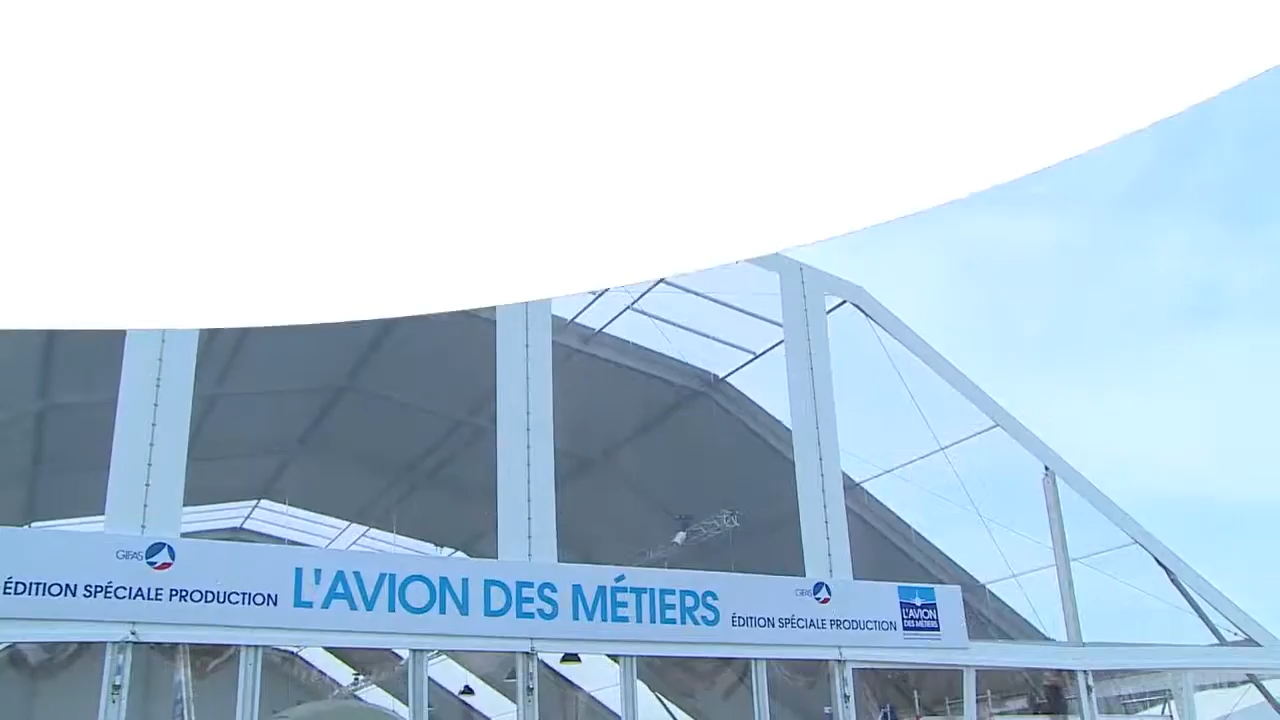 GIFAS
ÉDITION SPÉCIALE PRODUCTION
L'AVION DES MÉTIERS
GIFAS
ÉDITION SPÉCIALE PRODUCTION
L'AVION
DES MÉTIERS